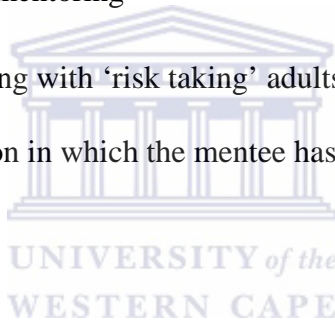 mentoring
ng with ‘risk taking’ adults
on in which the mentee has
UNIVERSITY of the
WESTERN CAPE